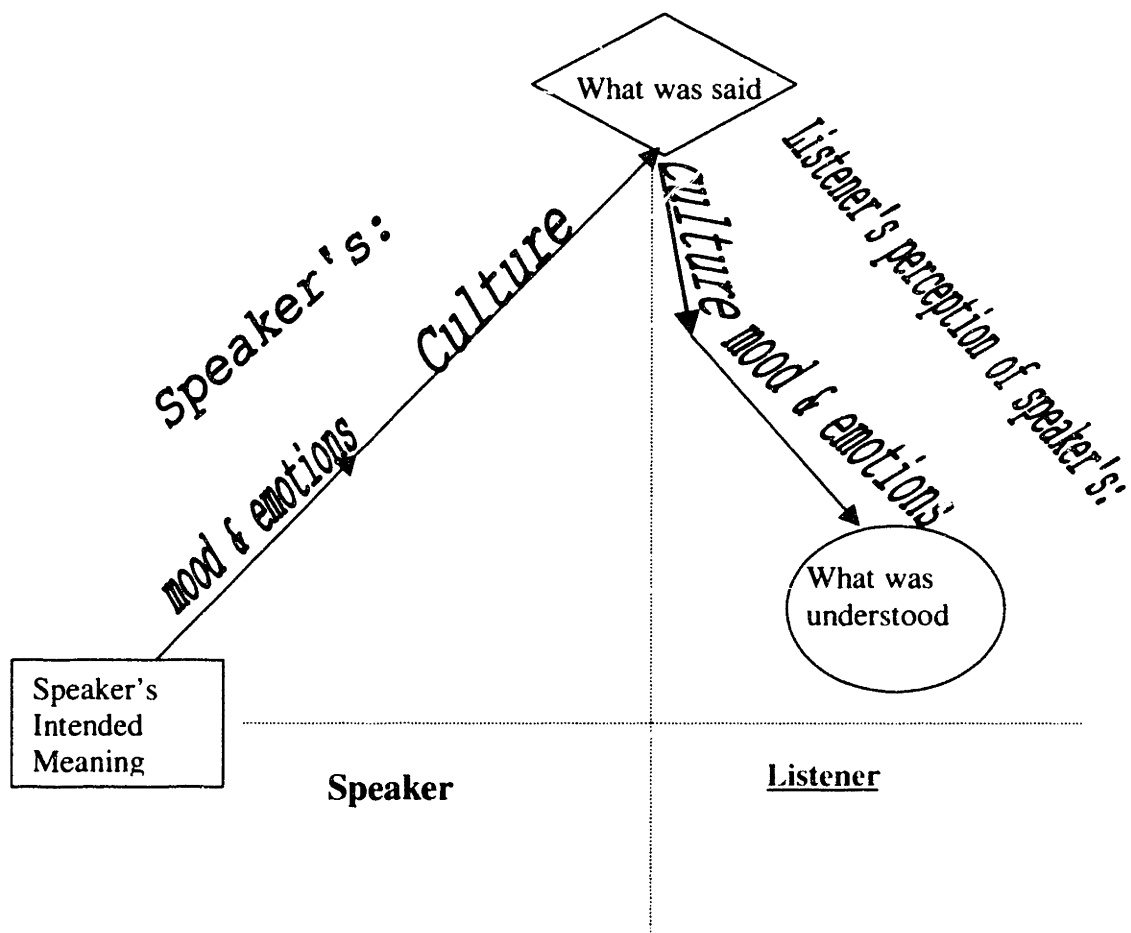 What was said
Listener's perception of speaker's:
Speaker's:
Culture
culture
mood & emotions
mood & emotions
What was
understood
Speaker's
Intended
Meaning
Speaker
Listener